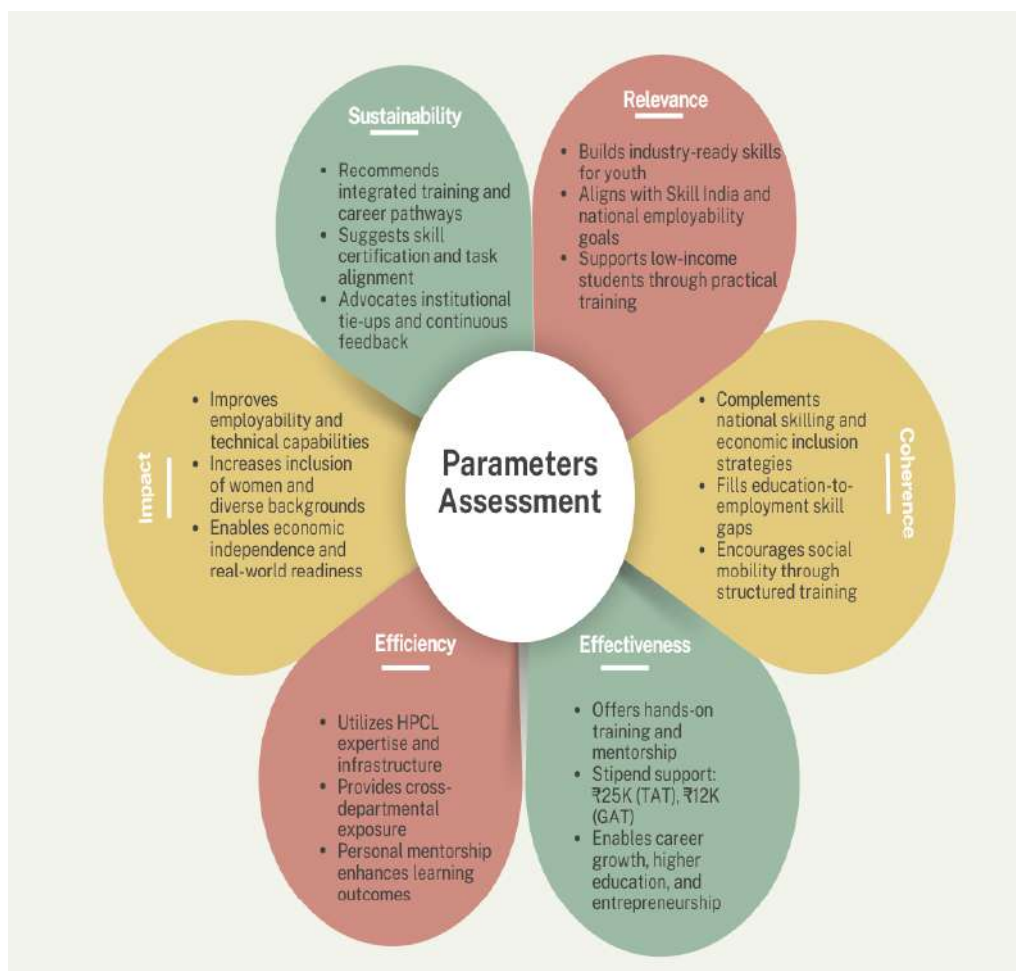 Parameters
Assessment
Sustainability
• Recommends
integrated training and
career pathways
• Suggests skill
certification and task
alignment
• Advocates institutional
tie-ups and continuous
feedback
Relevance
• Builds industry-ready skills
for youth
• Aligns with Skill India and
national employability
goals
• Supports low-income
students through practical
training
Coherence
• Complements
national skilling and
economic inclusion
strategies
• Fills education-to-
employment skill
gaps
• Encourages social
mobility through
structured training
Effectiveness
• Offers hands-on
training and
mentorship
• Stipend support:
₹25K (TAT), ₹12K
(GAT)
• Enables career
growth, higher
education, and
entrepreneurship
Efficiency
• Utilizes HPCL
expertise and
infrastructure
• Provides cross-
departmental
exposure
• Personal mentorship
enhances learning
outcomes
Impact
• Improves
employability and
technical capabilities
• Increases inclusion
of women and
diverse backgrounds
• Enables economic
independence and
real-world readiness